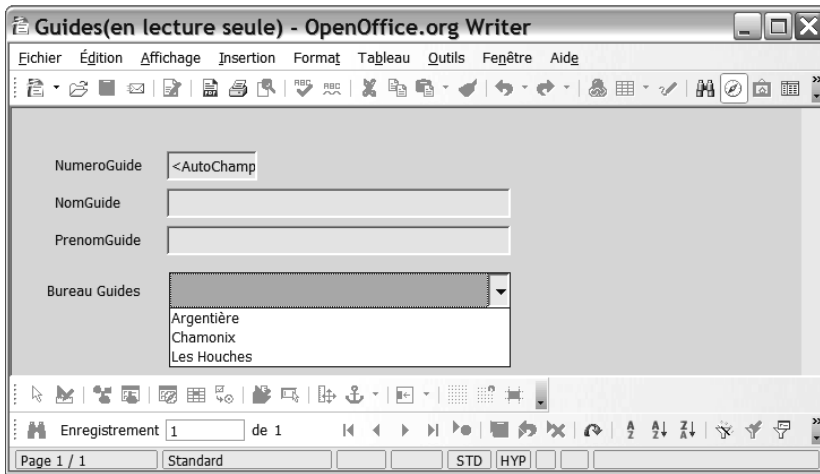 Guides(en lecture seule) - OpenOffice.org Writer
Fichier Édition Affichage Insertion Format Tableau Outils Fenêtre Aide
NumeroGuide <AutoChamp
NomGuide
PrenomGuide
Bureau Guides
Argentière
Chamonix
Les Houches
Enregistrement 1 de 1
Page 1 / 1 Standard STD HYP